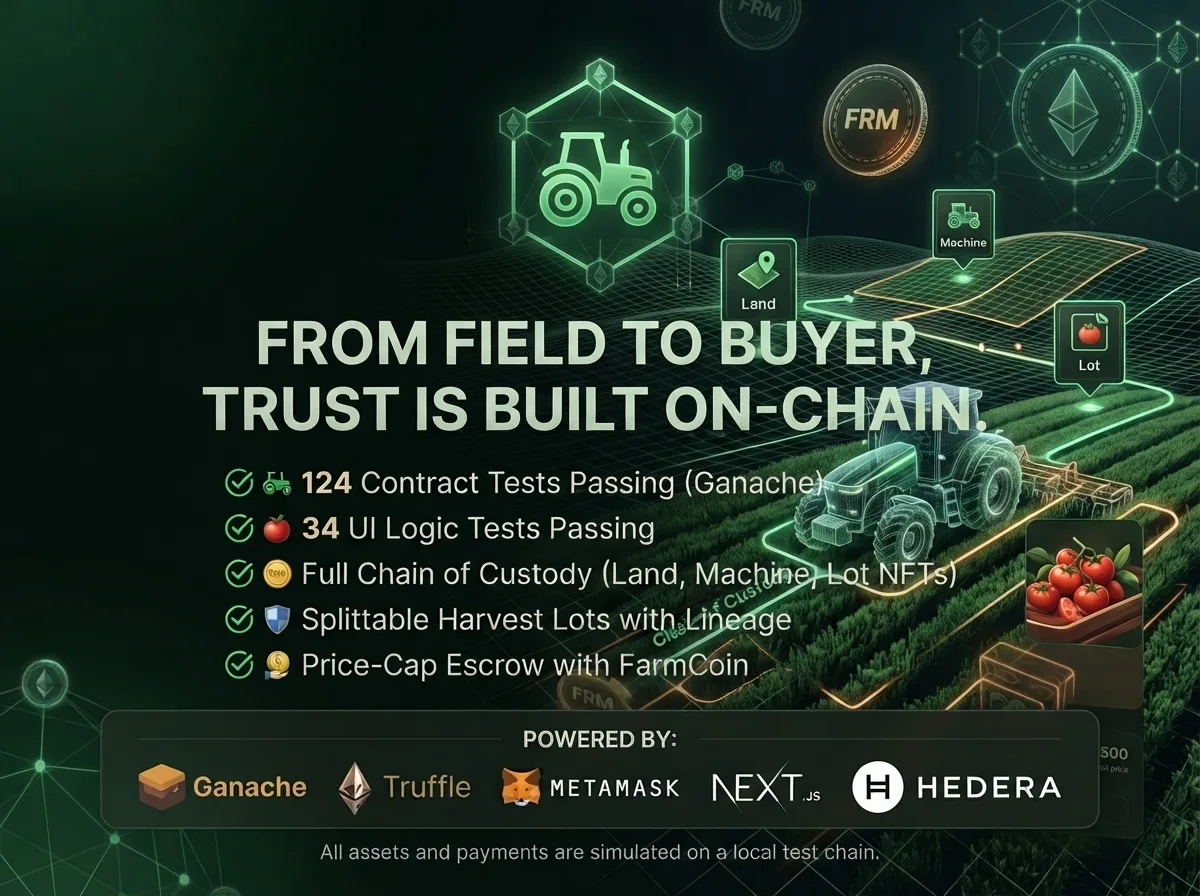 FRM
FRM
Machine
Land
Lot
FROM FIELD TO BUYER,
TRUST IS BUILT ON-CHAIN.
124 Contract Tests Passing (Ganache)
34 UI Logic Tests Passing
Full Chain of Custody (Land, Machine, Lot NFTs)
Splittable Harvest Lots with Lineage
Price-Cap Escrow with FarmCoin
FRM
POWERED BY:
Ganache
Truffle
METAMASK
NEXT.JS
HEDERA
price
All assets and payments are simulated on a local test chain.